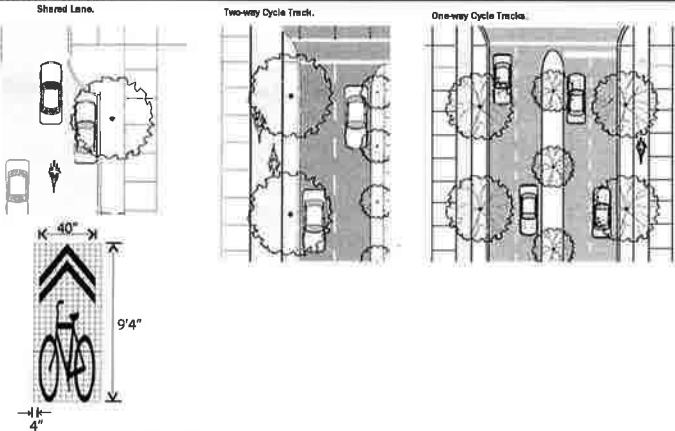 Shared Lane.
Two-way Cycle Track.
One-way Cycle Tracks.
40"
9'4"
4"